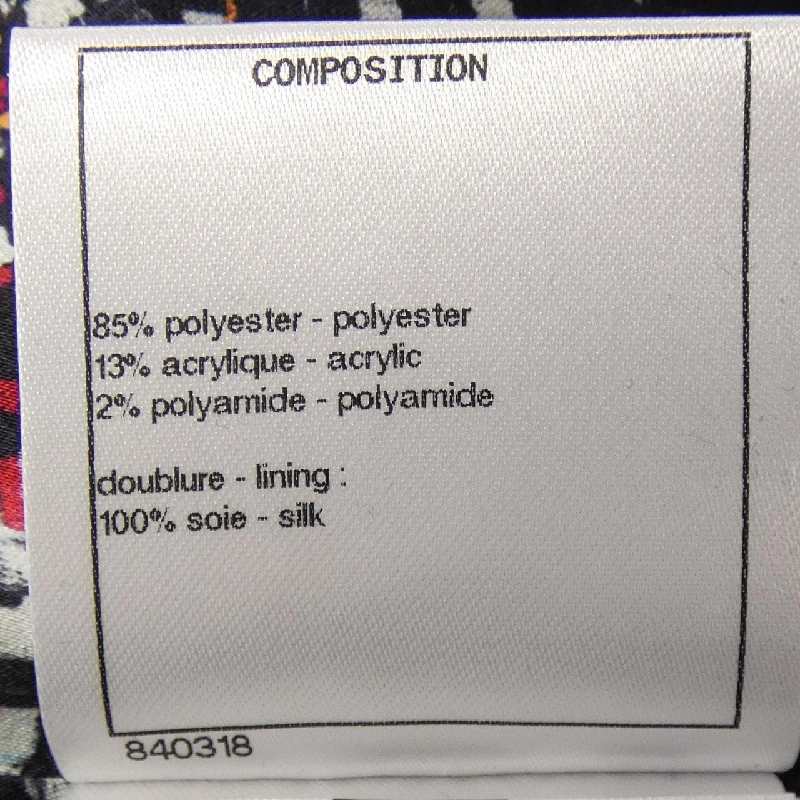 COMPOSITION
85% polyester - polyester
13% acrylique - acrylic
2% polyamide - polyamide
doublure - lining :
100% soie - silk
840318